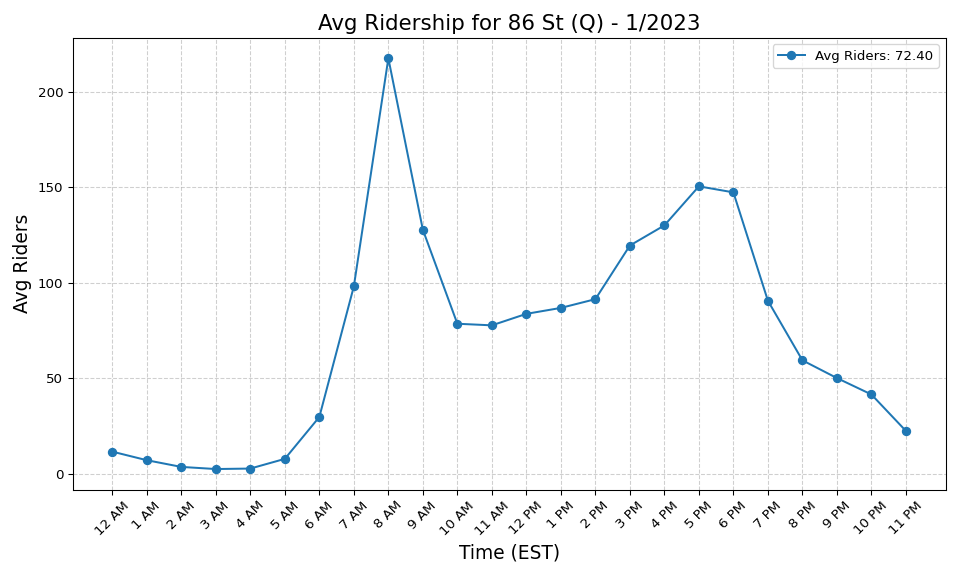 Avg Ridership for 86 St (Q) - 1/2023
Avg Riders: 72.40
Avg Riders
200
150
100
50
0
12 AM
1 AM
2 AM
3 AM
4 AM
5 AM
6 AM
7 AM
8 AM
9 AM
10 AM
11 AM
12 PM
1 PM
2 PM
3 PM
4 PM
5 PM
6 PM
7 PM
8 PM
9 PM
10 PM
11 PM
Time (EST)